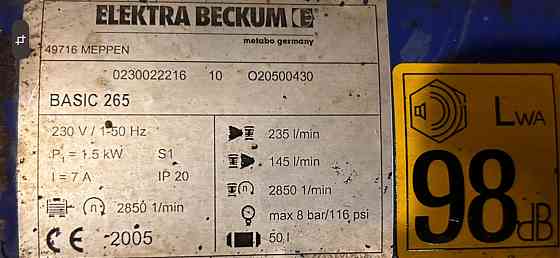 ELEKTRA BECKUM CE
metabo germany
49716 MEPPEN
0230022216 10 O20500430
BASIC 265
230 V / 1-50 Hz
P1 = 1.5 kW S1
I = 7 A IP 20
2850 1/min
CE 2005
235 l/min
145 l/min
2850 1/min
max 8 bar/116 psi
50 l
LWA
98 dB